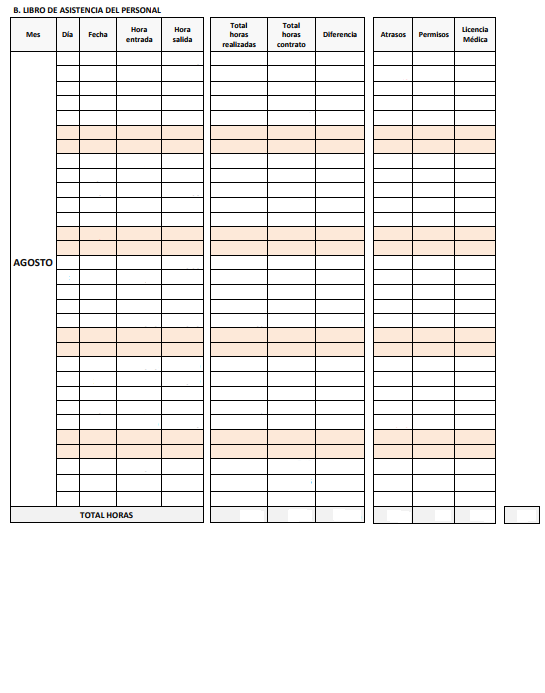 B. LIBRO DE ASISTENCIA DEL PERSONAL
Mes
Día
Fecha
Hora
entrada
Hora
salida
Total
horas
realizadas
Total
horas
contrato
Diferencia
Atrasos
Permisos
Licencia
Médica
AGOSTO
TOTAL HORAS